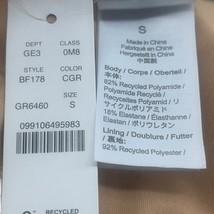 DEPT CLASS
GE3 0M8
STYLE COLOR
BF178 CGR
SIZE
GR6460 S
099106495983
RECYCLED
S
Made in China
Fabriqué en Chine
Hergestellt in China
中国製
Body / Corps / Oberteil /
本体:
82% Recycled Polyamide /
Polyamide Recyclé /
Recyceltes Polyamid / リ
サイクルポリアミド
18% Elastane / Élasthanne /
Elastan / ポリウレタン
Lining / Doublure / Futter
/ 裏地:
92% Recycled Polyester /